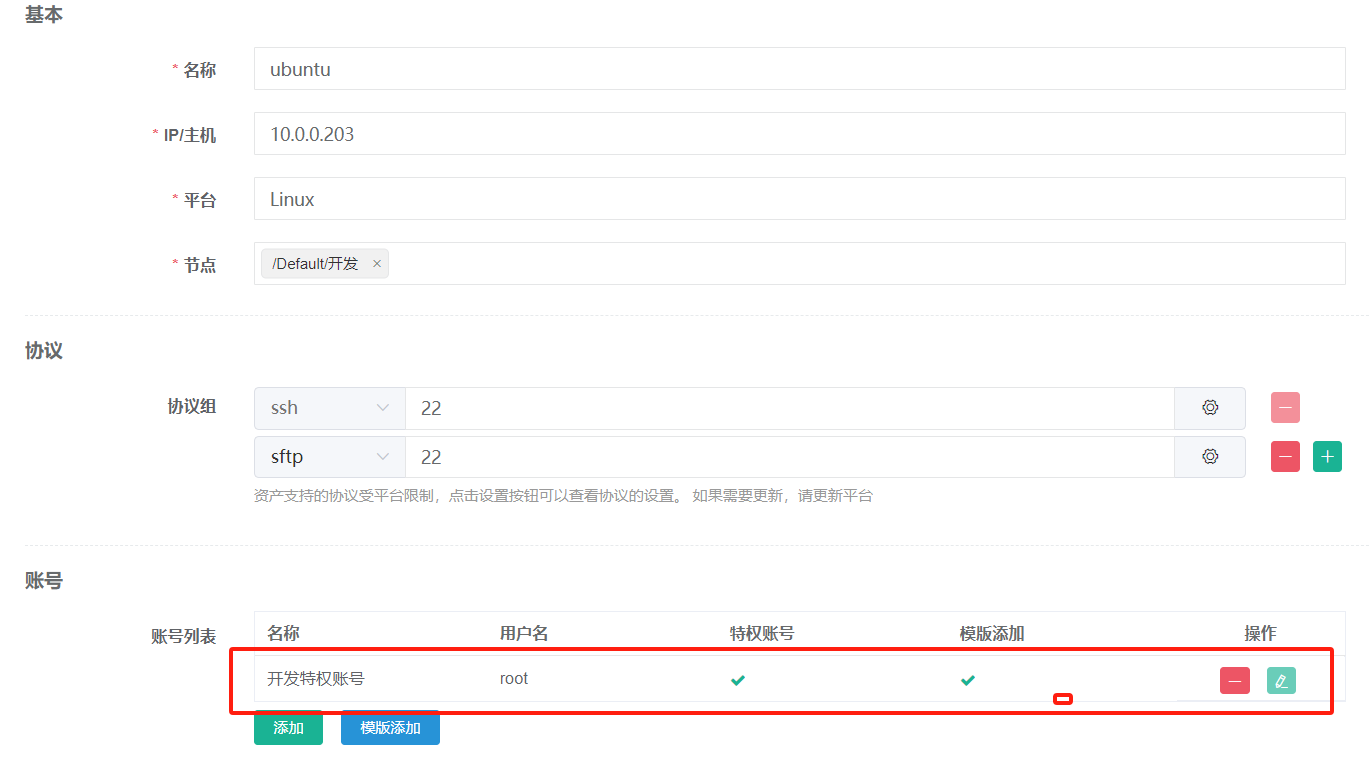 基本
* 名称 ubuntu
* IP/主机 10.0.0.203
* 平台 Linux
* 节点 /Default/开发 ×
协议
协议组 ssh 22
sftp 22
资产支持的协议受平台限制，点击设置按钮可以查看协议的设置。 如果需要更新，请更新平台
账号
账号列表 名称 用户名 特权账号 模版添加 操作
开发特权账号 root
添加 模版添加